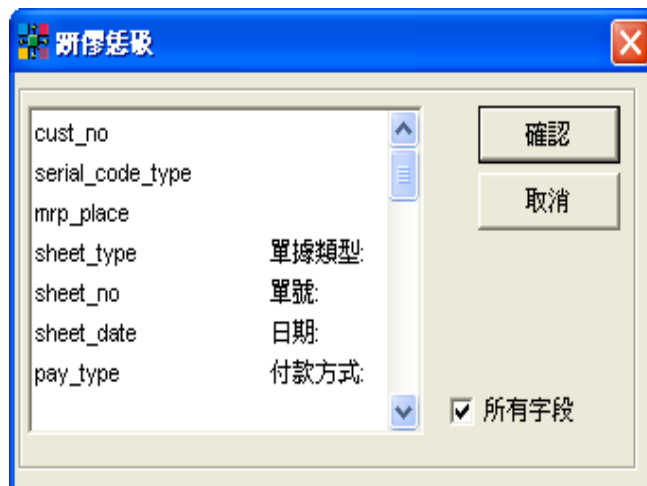 cust_no
serial_code_type
mrp_place
sheet_type 單據類型:
sheet_no 單號:
sheet_date 日期:
pay_type 付款方式:
確認
取消
所有字段